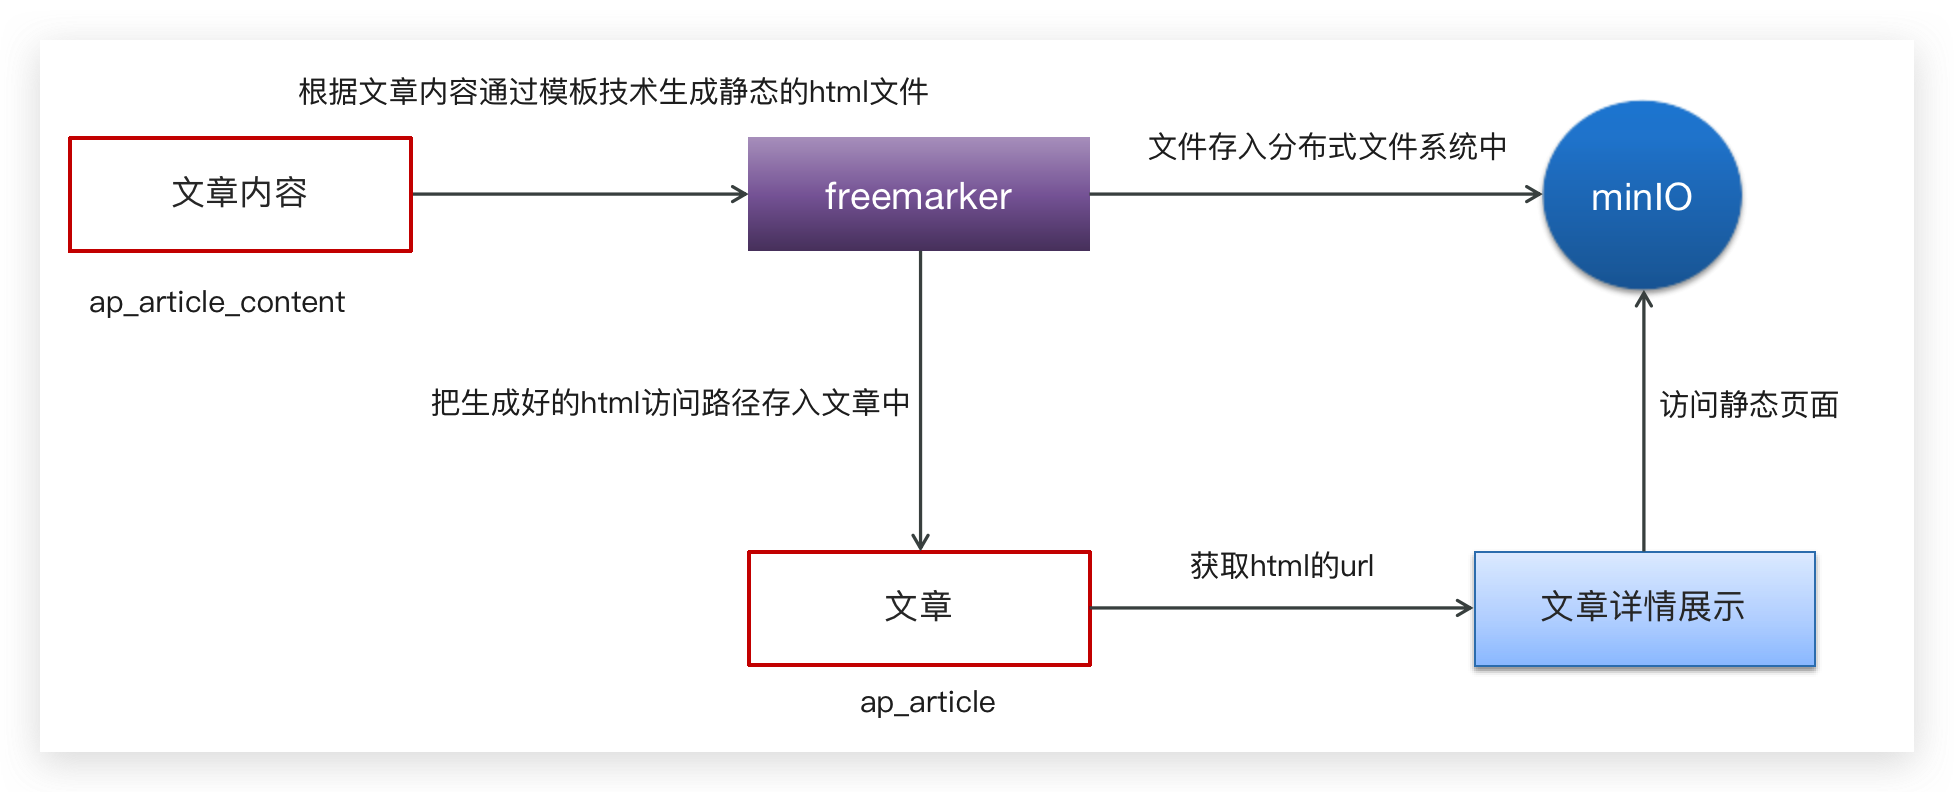 根据文章内容通过模板技术生成静态的html文件
文章内容
freemarker
文件存入分布式文件系统中
minIO
ap_article_content
把生成好的html访问路径存入文章中
访问静态页面
文章
获取html的url
文章详情展示
ap_article